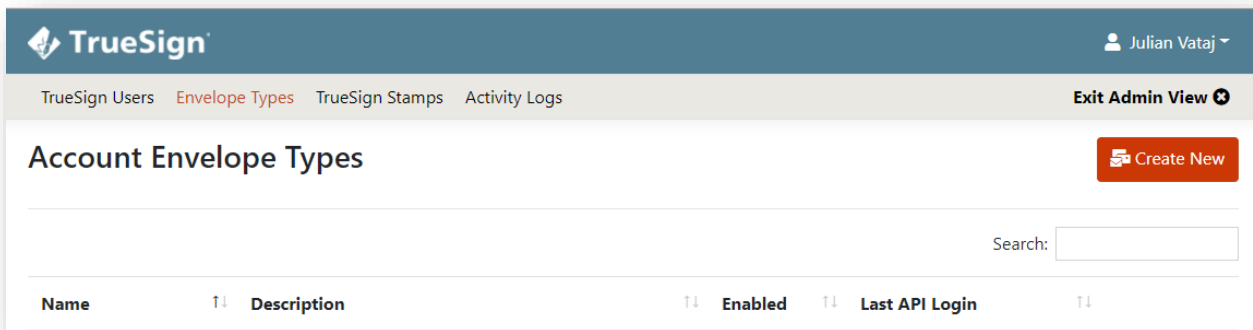 TrueSign
Julian Vataj
TrueSign Users Envelope Types TrueSign Stamps Activity Logs Exit Admin View
Account Envelope Types
Create New
Search:
Name Description Enabled Last API Login